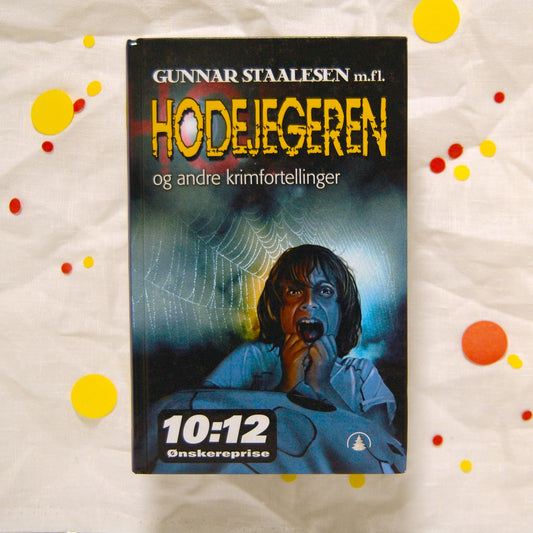 GUNNAR STAALESEN m.fl.
HODEJEGEREN
og andre krimfortellinger
10:12
Ønskereprise